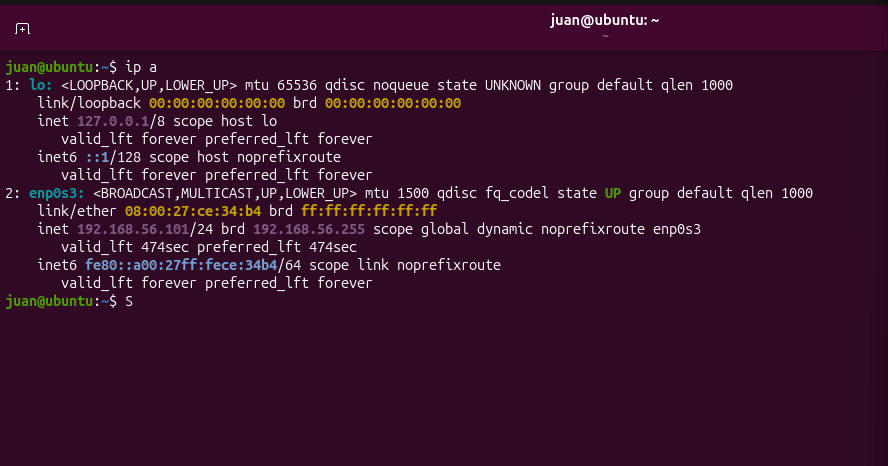 juan@ubuntu: ~
~
juan@ubuntu:~$ ip a
1: lo: <LOOPBACK,UP,LOWER_UP> mtu 65536 qdisc noqueue state UNKNOWN group default qlen 1000
    link/loopback 00:00:00:00:00:00 brd 00:00:00:00:00:00
    inet 127.0.0.1/8 scope host lo
       valid_lft forever preferred_lft forever
    inet6 ::1/128 scope host noprefixroute
       valid_lft forever preferred_lft forever
2: enp0s3: <BROADCAST,MULTICAST,UP,LOWER_UP> mtu 1500 qdisc fq_codel state UP group default qlen 1000
    link/ether 08:00:27:ce:34:b4 brd ff:ff:ff:ff:ff:ff
    inet 192.168.56.101/24 brd 192.168.56.255 scope global dynamic noprefixroute enp0s3
       valid_lft 474sec preferred_lft 474sec
    inet6 fe80::a00:27ff:fece:34b4/64 scope link noprefixroute
       valid_lft forever preferred_lft forever
juan@ubuntu:~$ S